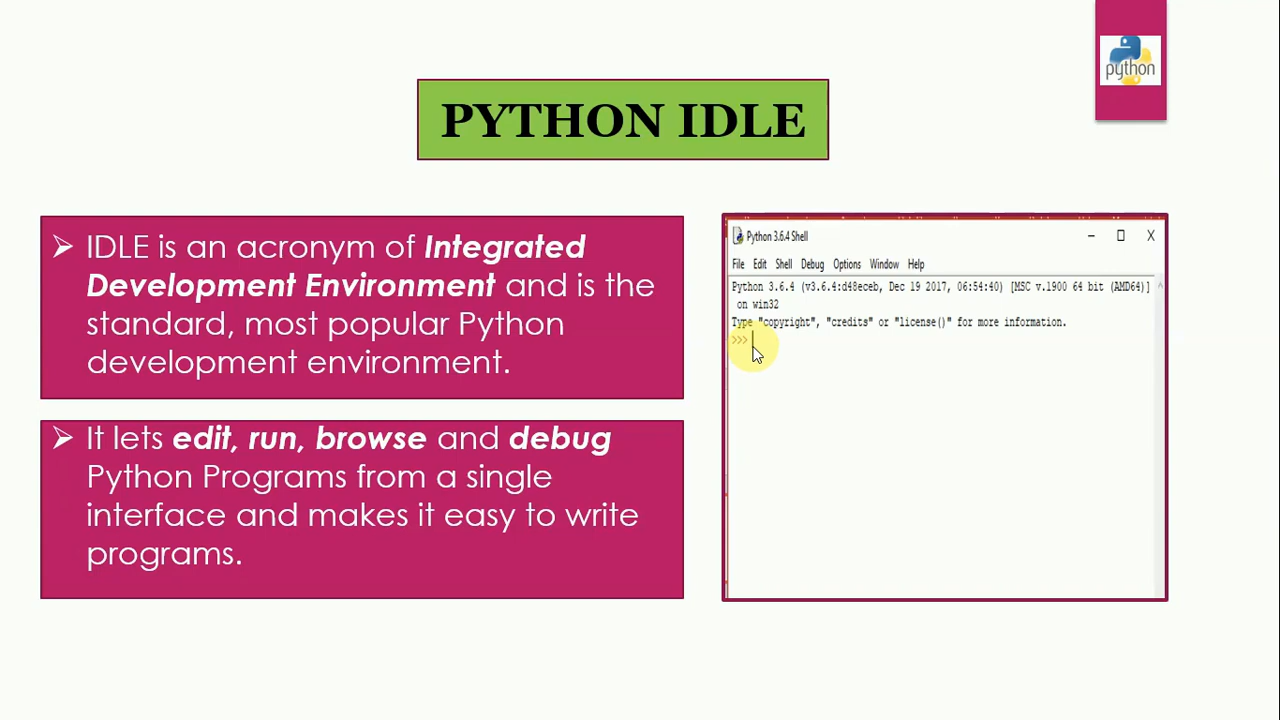 python
PYTHON IDLE
➢ IDLE is an acronym of Integrated
Development Environment and is the
standard, most popular Python
development environment.
➢ It lets edit, run, browse and debug
Python Programs from a single
interface and makes it easy to write
programs.
Python 3.6.4 Shell
File Edit Shell Debug Options Window Help
Python 3.6.4 (v3.6.4:d48eceb, Dec 19 2017, 06:54:40) [MSC v.1900 64 bit (AMD64)]
on win32
Type "copyright", "credits" or "license()" for more information.
>>>